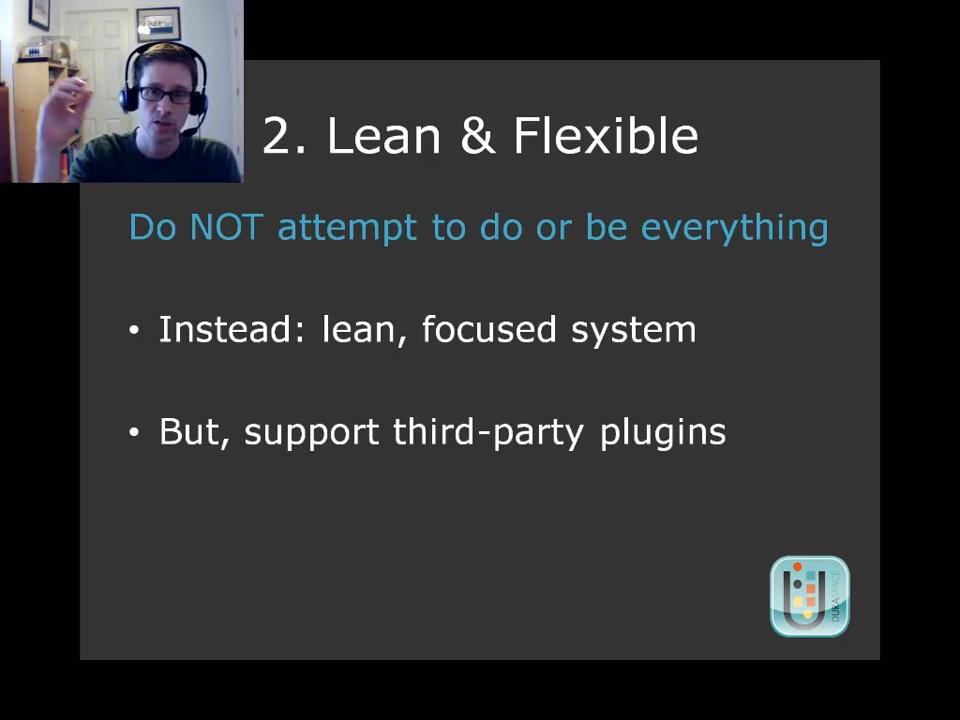 2. Lean & Flexible
Do NOT attempt to do or be everything
• Instead: lean, focused system
• But, support third-party plugins
DURASPACE